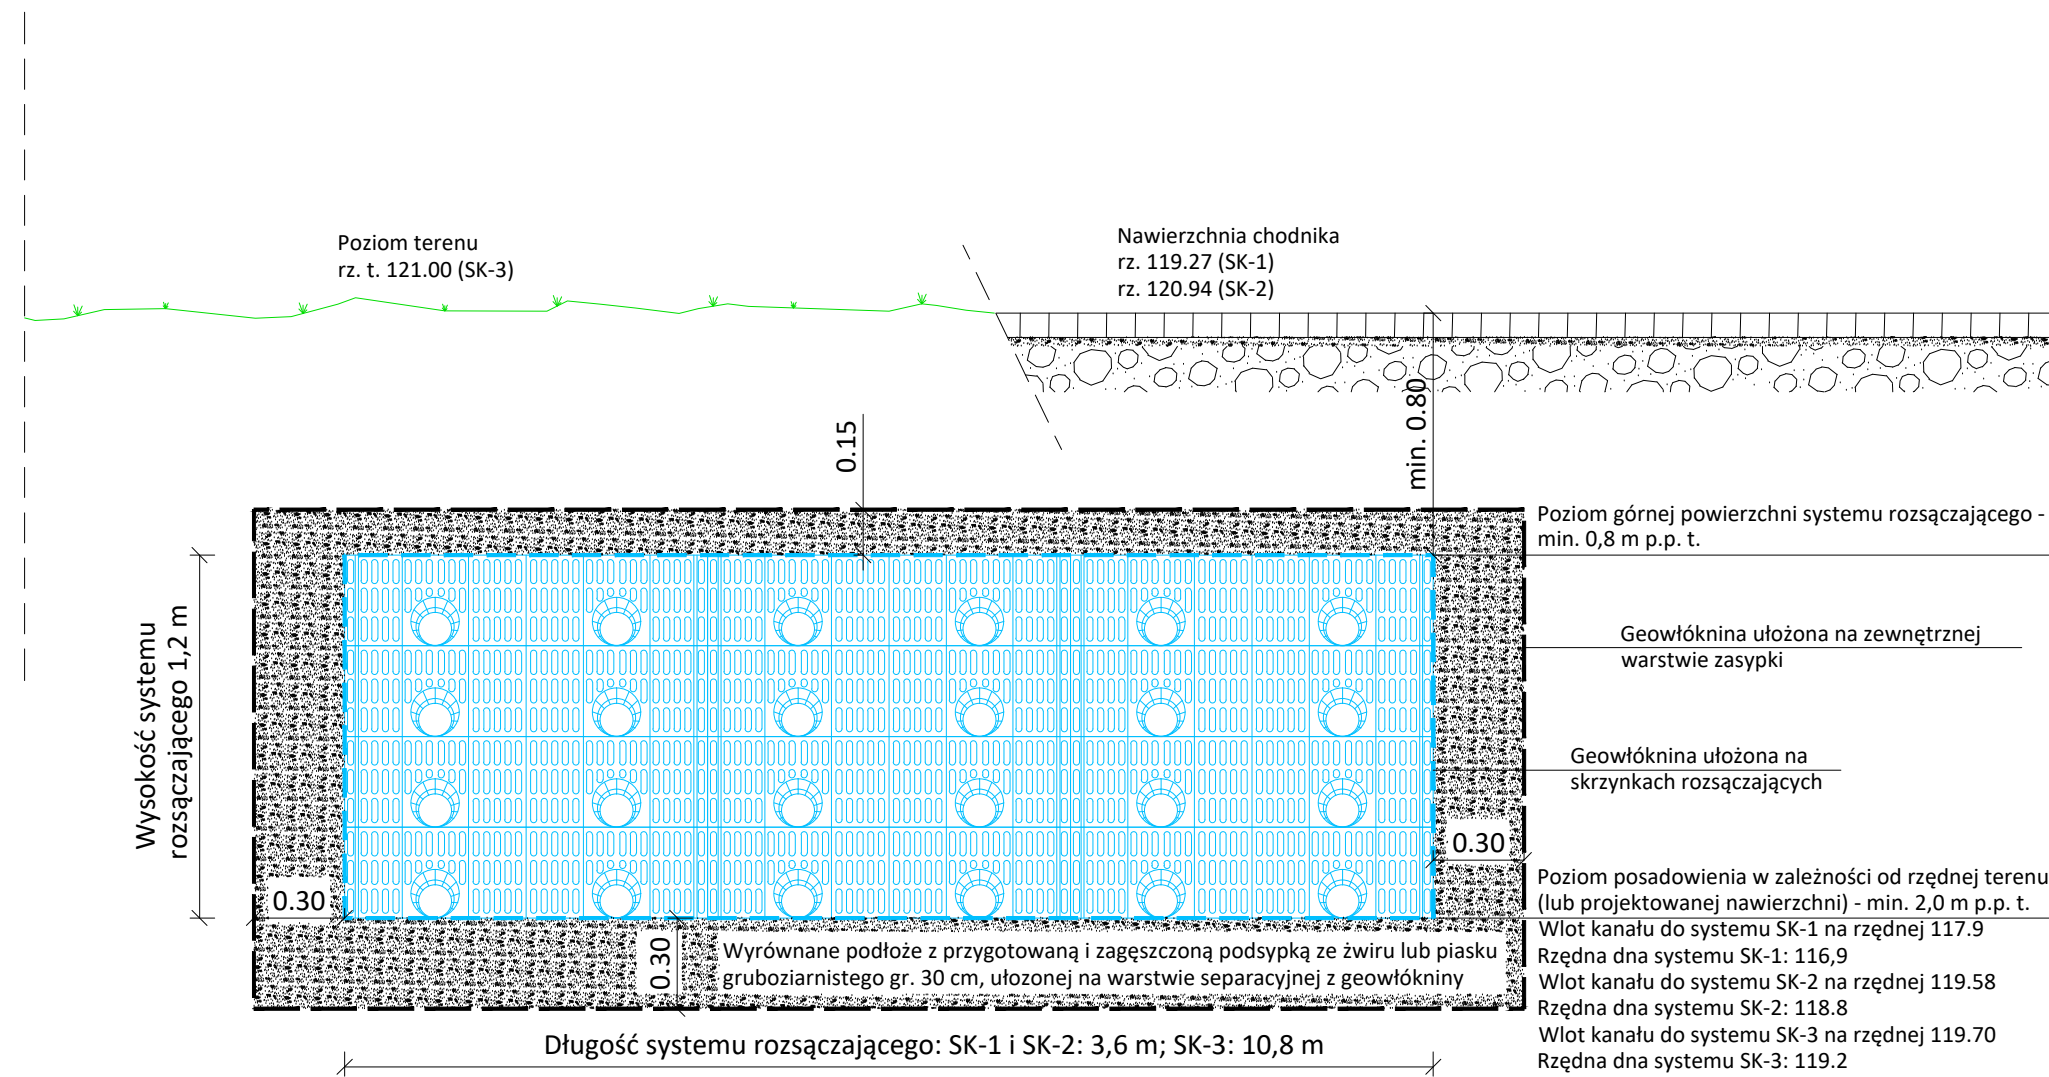 Poziom terenu
rz. t. 121.00 (SK-3)
Nawierzchnia chodnika
rz. 119.27 (SK-1)
rz. 120.94 (SK-2)
0.15
min. 0.80
Poziom górnej powierzchni systemu rozsączającego -
min. 0,8 m p.p. t.
Geowłóknina ułożona na zewnętrznej
warstwie zasypki
Wysokość systemu
rozsączającego 1,2 m
Geowłóknina ułożona na
skrzynkach rozsączających
0.30
0.30
Poziom posadowienia w zależności od rzędnej terenu
(lub projektowanej nawierzchni) - min. 2,0 m p.p. t.
Wlot kanału do systemu SK-1 na rzędnej 117.9
Rzędna dna systemu SK-1: 116,9
Wlot kanału do systemu SK-2 na rzędnej 119.58
Rzędna dna systemu SK-2: 118.8
Wlot kanału do systemu SK-3 na rzędnej 119.70
Rzędna dna systemu SK-3: 119.2
0.30
Wyrównane podłoże z przygotowaną i zagęszczoną podsypką ze żwiru lub piasku
gruboziarnistego gr. 30 cm, ułozonej na warstwie separacyjnej z geowłókniny
Długość systemu rozsączającego: SK-1 i SK-2: 3,6 m; SK-3: 10,8 m